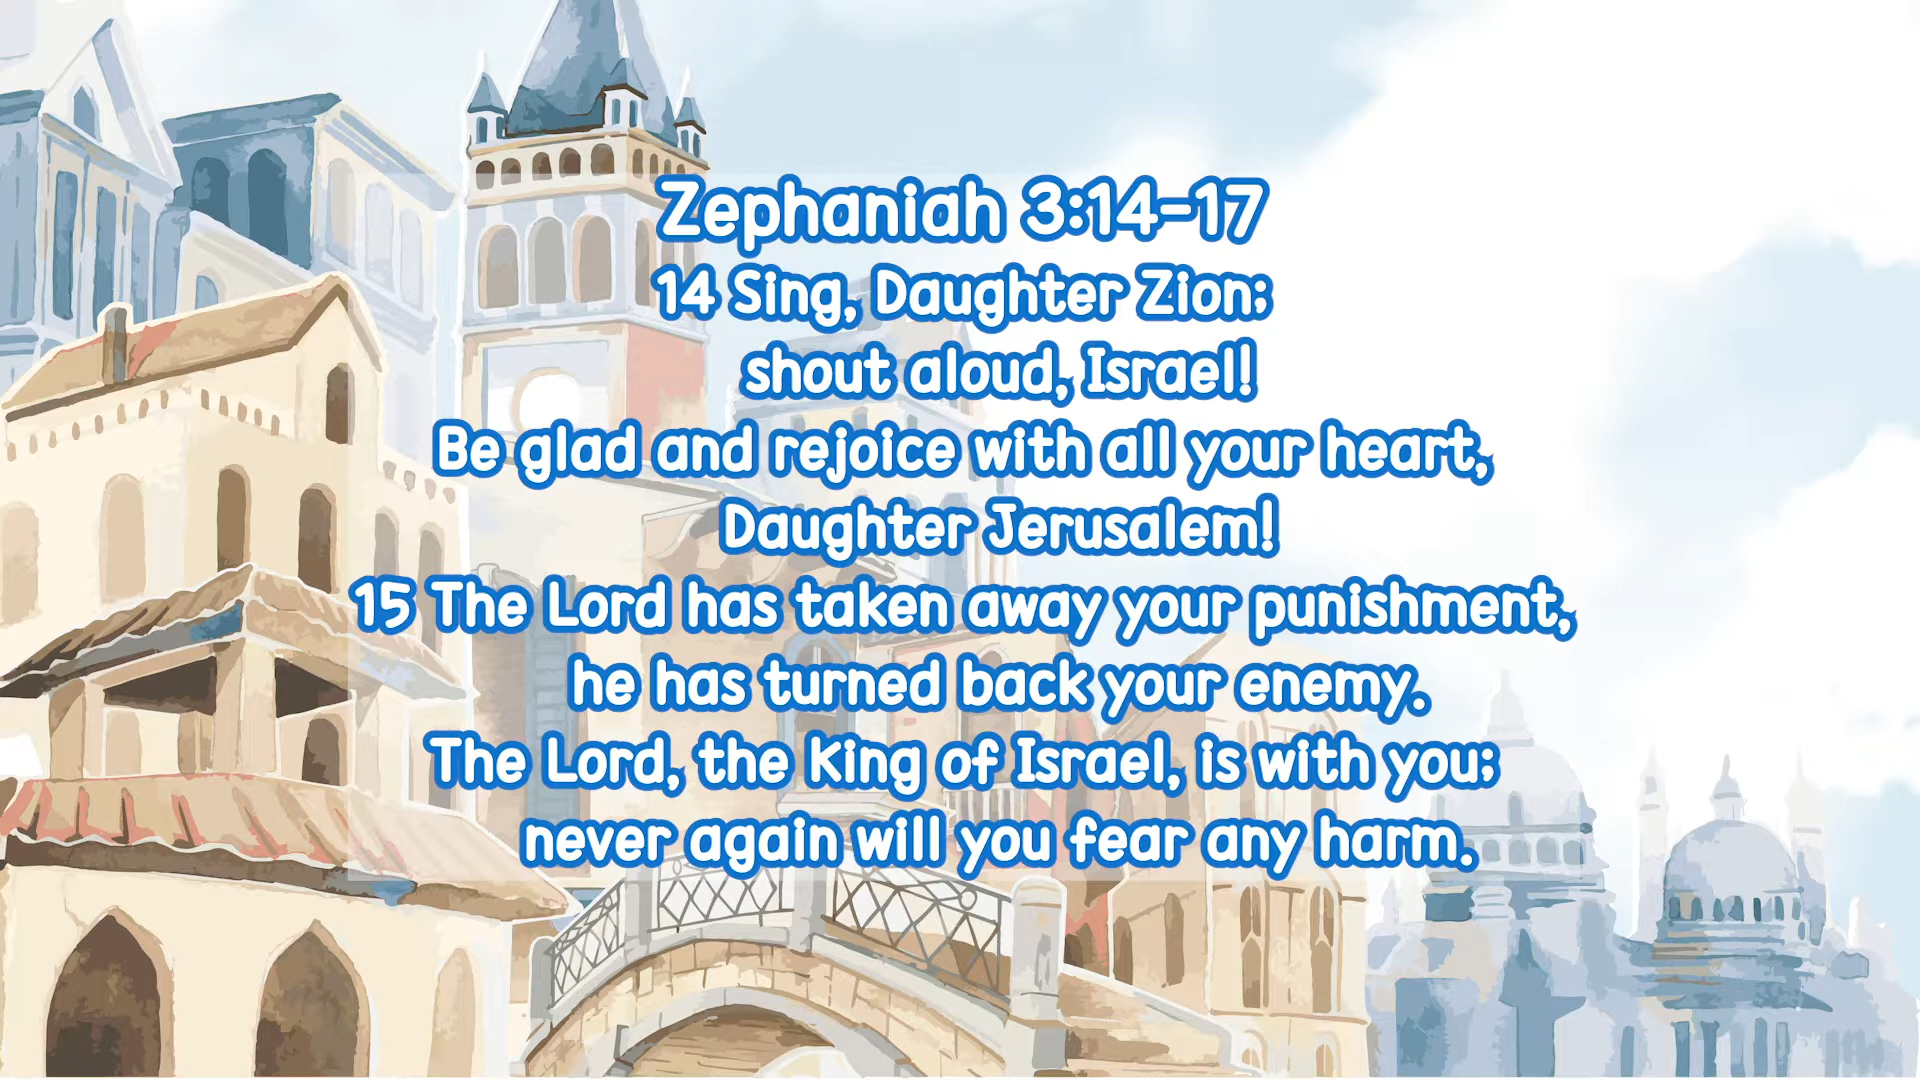 Zephaniah 3:14-17
14 Sing, Daughter Zion;
shout aloud, Israel!
Be glad and rejoice with all your heart,
Daughter Jerusalem!
15 The Lord has taken away your punishment,
he has turned back your enemy.
The Lord, the King of Israel, is with you;
never again will you fear any harm.